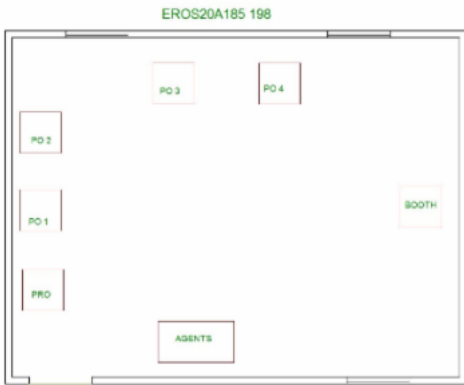 EROS20A185 198
PO 3
PO 4
PO 2
BOOTH
PO 1
PRO
AGENTS